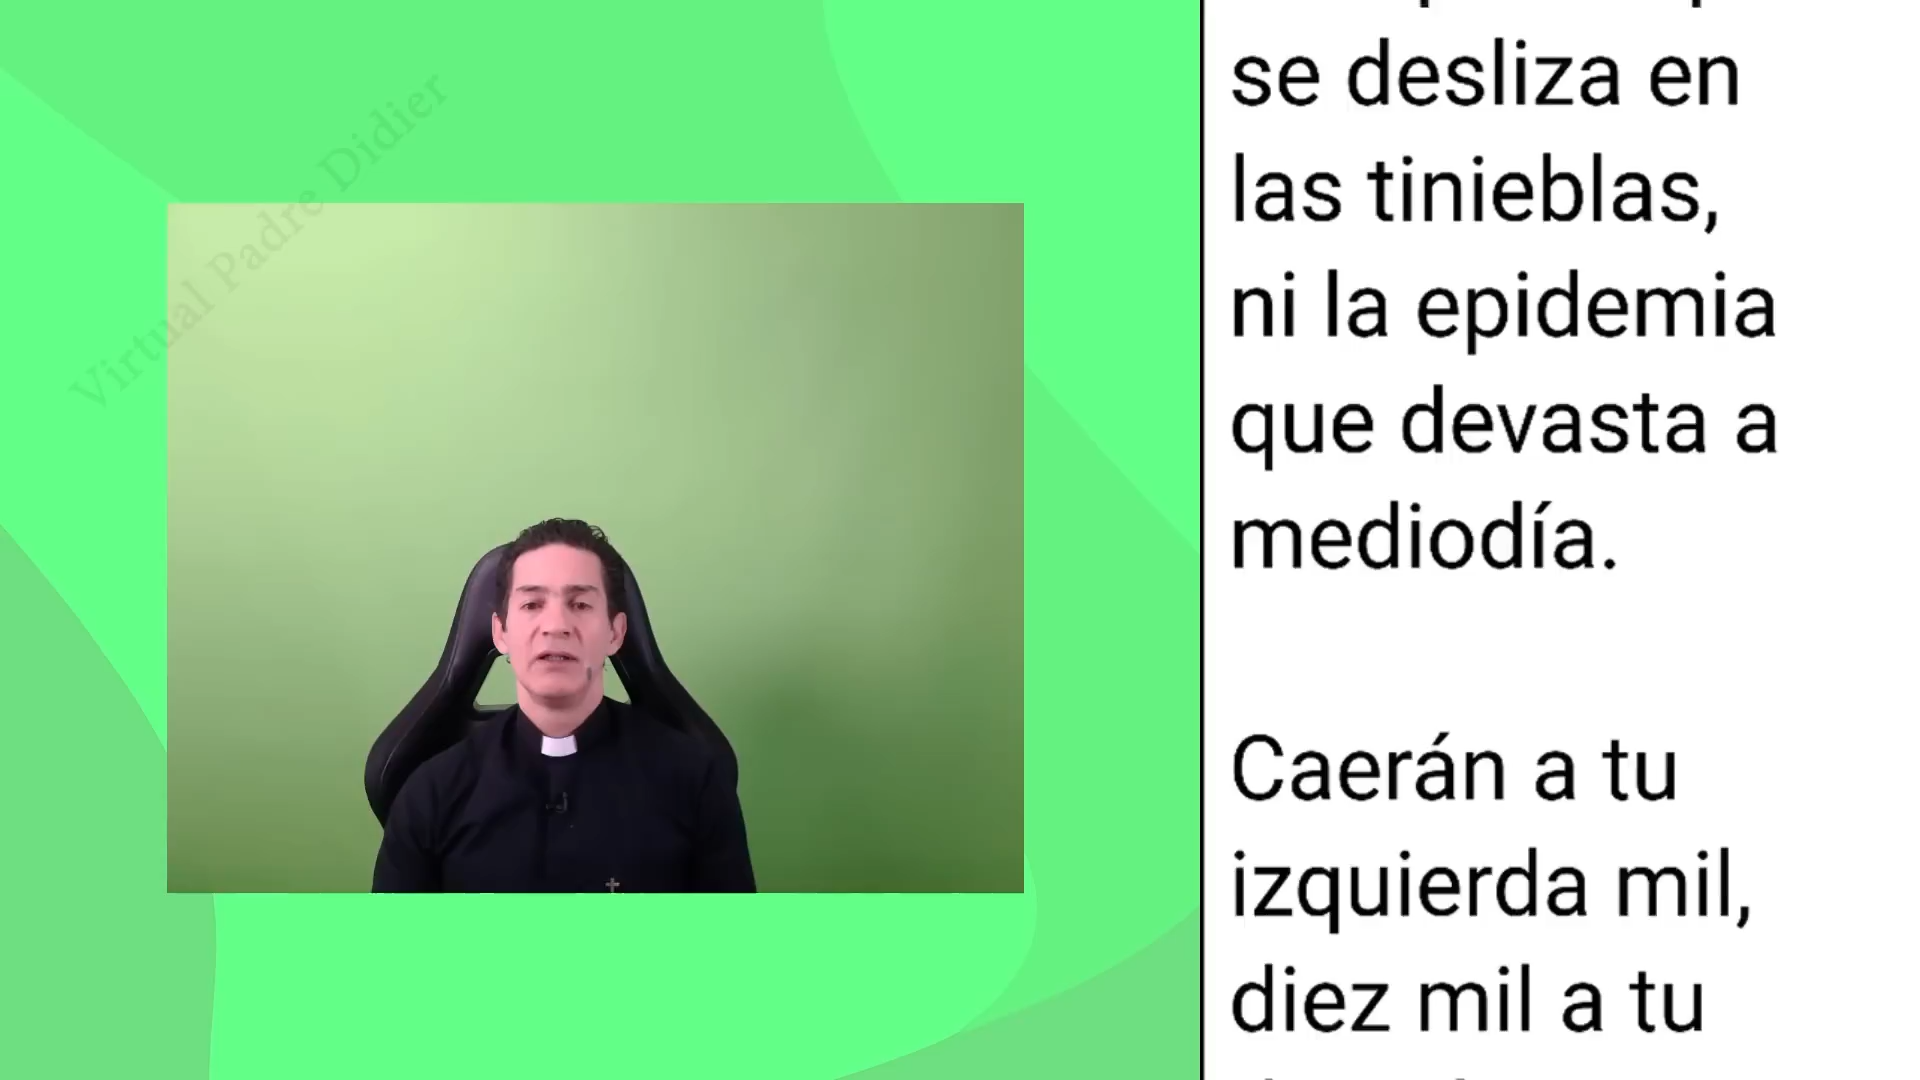 Virtual Padre Didier
se desliza en
las tinieblas,
ni la epidemia
que devasta a
mediodía.
Caerán a tu
izquierda mil,
diez mil a tu